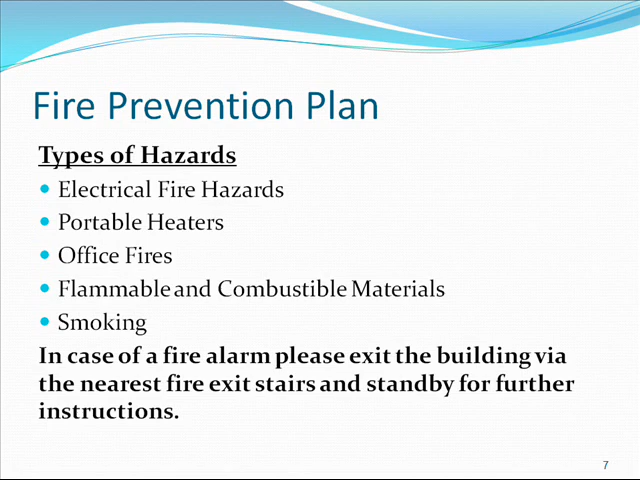 Fire Prevention Plan
Types of Hazards
Electrical Fire Hazards
Portable Heaters
Office Fires
Flammable and Combustible Materials
Smoking
In case of a fire alarm please exit the building via
the nearest fire exit stairs and standby for further
instructions.
7